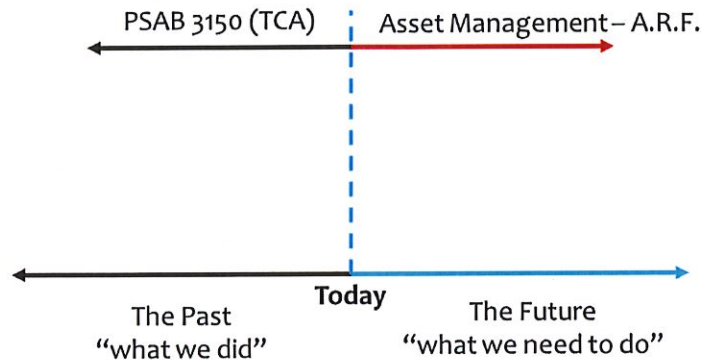 PSAB 3150 (TCA)
Asset Management – A.R.F.
Today
The Past
“what we did”
The Future
“what we need to do”